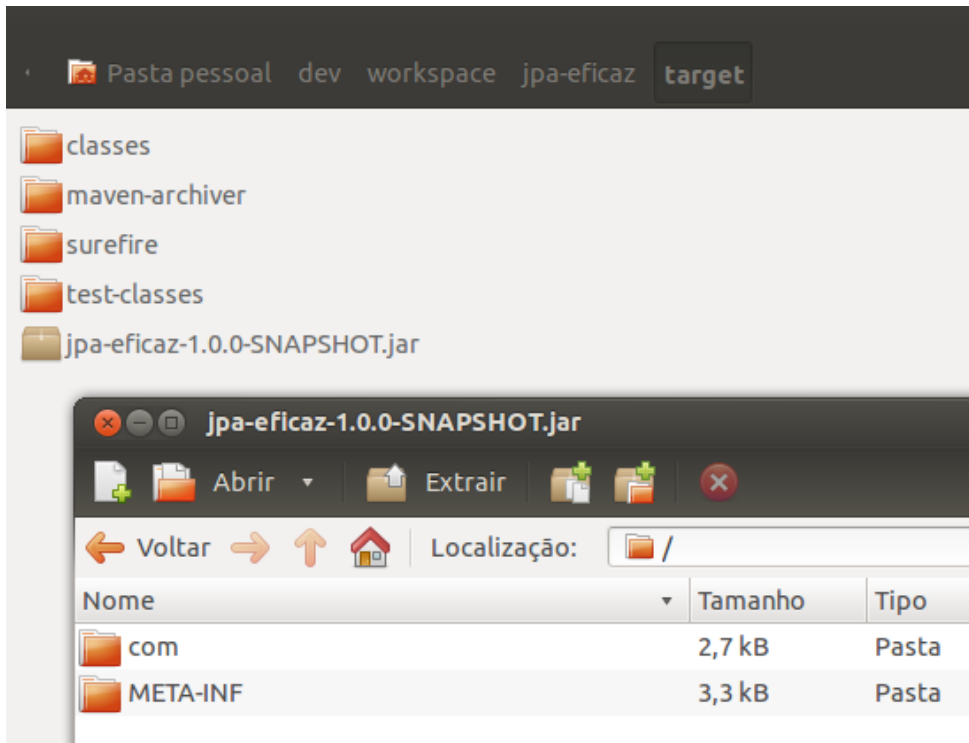 Pasta pessoal dev workspace jpa-eficaz target
classes
maven-archiver
surefire
test-classes
jpa-eficaz-1.0.0-SNAPSHOT.jar
jpa-eficaz-1.0.0-SNAPSHOT.jar
Abrir Extrair
Voltar Localização: /
Nome Tamanho Tipo
com 2,7 kB Pasta
META-INF 3,3 kB Pasta